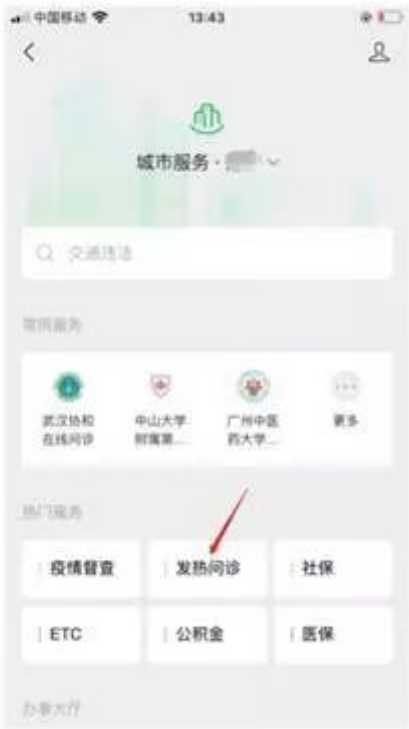 中国移动
13:43
城市服务·
交通违法
常用服务
武汉协和
在线问诊
中山大学
附属第...
广州中医
药大学...
更多
热门服务
疫情督查
发热问诊
社保
ETC
公积金
医保
办事大厅